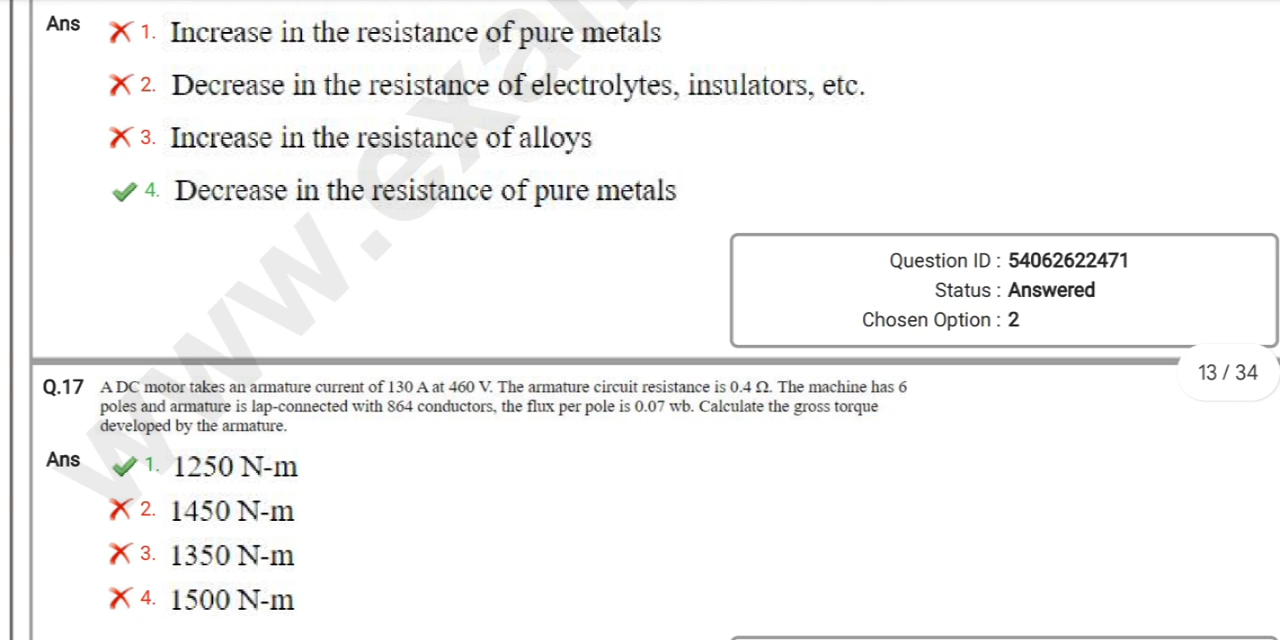 Ans 1. Increase in the resistance of pure metals
2. Decrease in the resistance of electrolytes, insulators, etc.
3. Increase in the resistance of alloys
4. Decrease in the resistance of pure metals
Question ID : 54062622471
Status : Answered
Chosen Option : 2
13 / 34
Q.17 A DC motor takes an armature current of 130 A at 460 V. The armature circuit resistance is 0.4 Ω. The machine has 6
poles and armature is lap-connected with 864 conductors, the flux per pole is 0.07 wb. Calculate the gross torque
developed by the armature.
Ans 1. 1250 N-m
2. 1450 N-m
3. 1350 N-m
4. 1500 N-m
www.exa